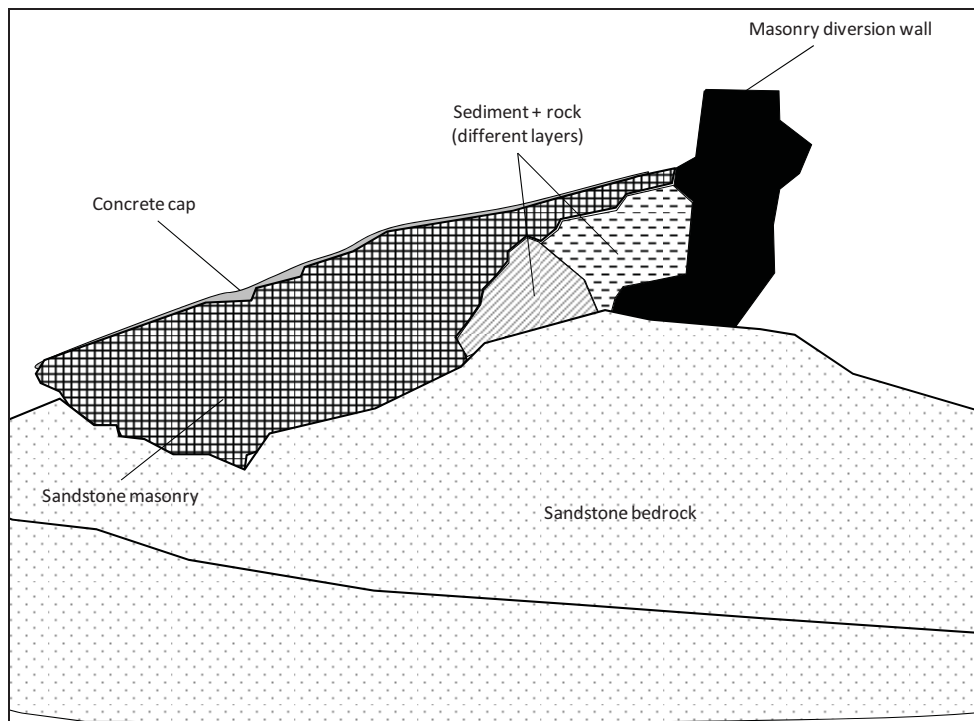 Masonry diversion wall
Sediment + rock
(different layers)
Concrete cap
Sandstone masonry
Sandstone bedrock